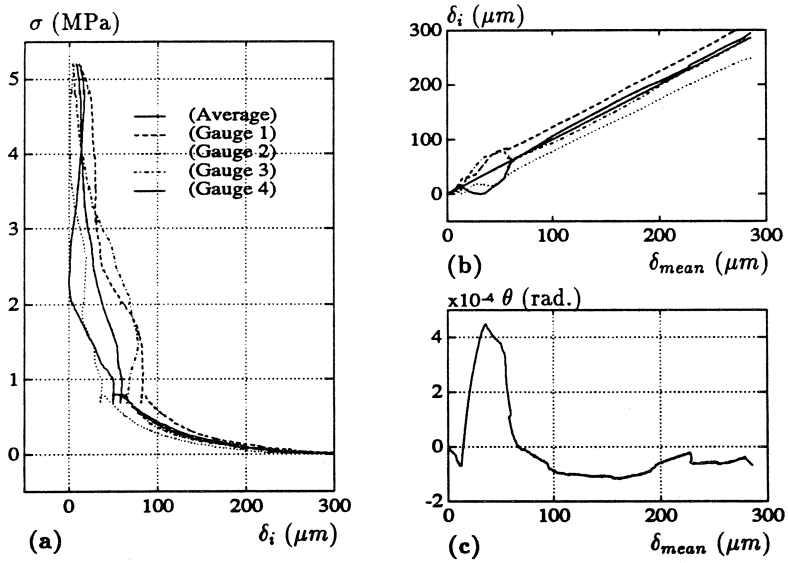 σ (MPa)
5
4
3
2
1
0
0 100 200 300
(Average)
(Gauge 1)
(Gauge 2)
(Gauge 3)
(Gauge 4)
(a)
δi (μm)
δi (μm)
300
200
100
0
0 100 200 300
(b)
δmean (μm)
x10-4 θ (rad.)
4
2
0
-2
0 100 200 300
(c)
δmean (μm)